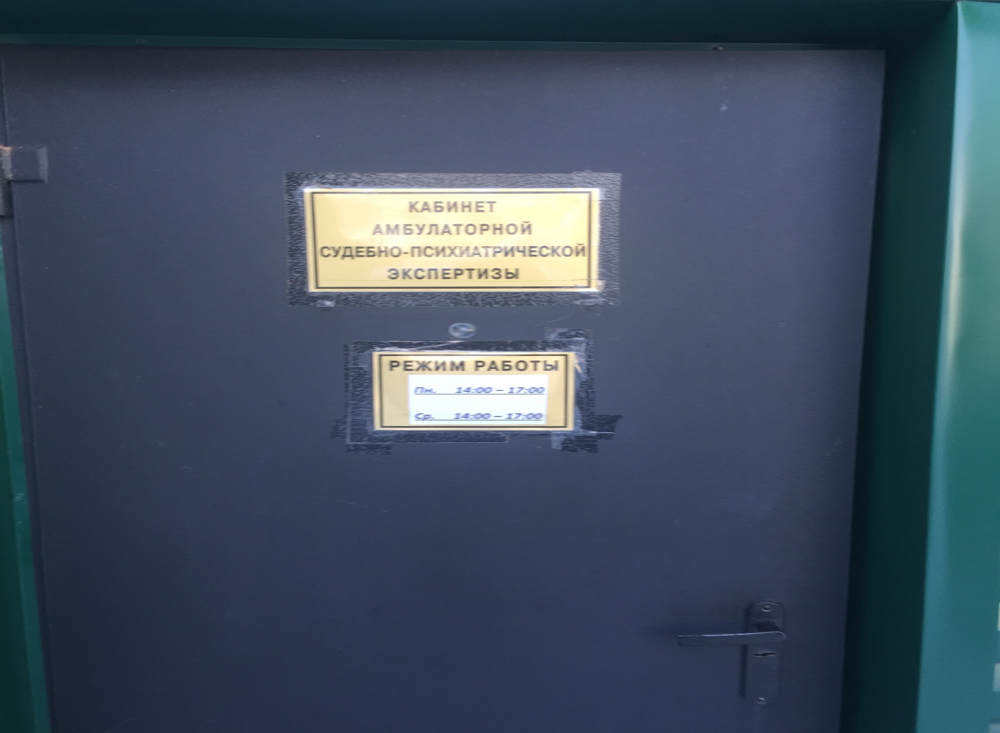 КАБИНЕТ
АМБУЛАТОРНОЙ
СУДЕБНО-ПСИХИАТРИЧЕСКОЙ
ЭКСПЕРТИЗЫ
РЕЖИМ РАБОТЫ
Пн. 14:00 – 17:00
Ср. 14:00 – 17:00